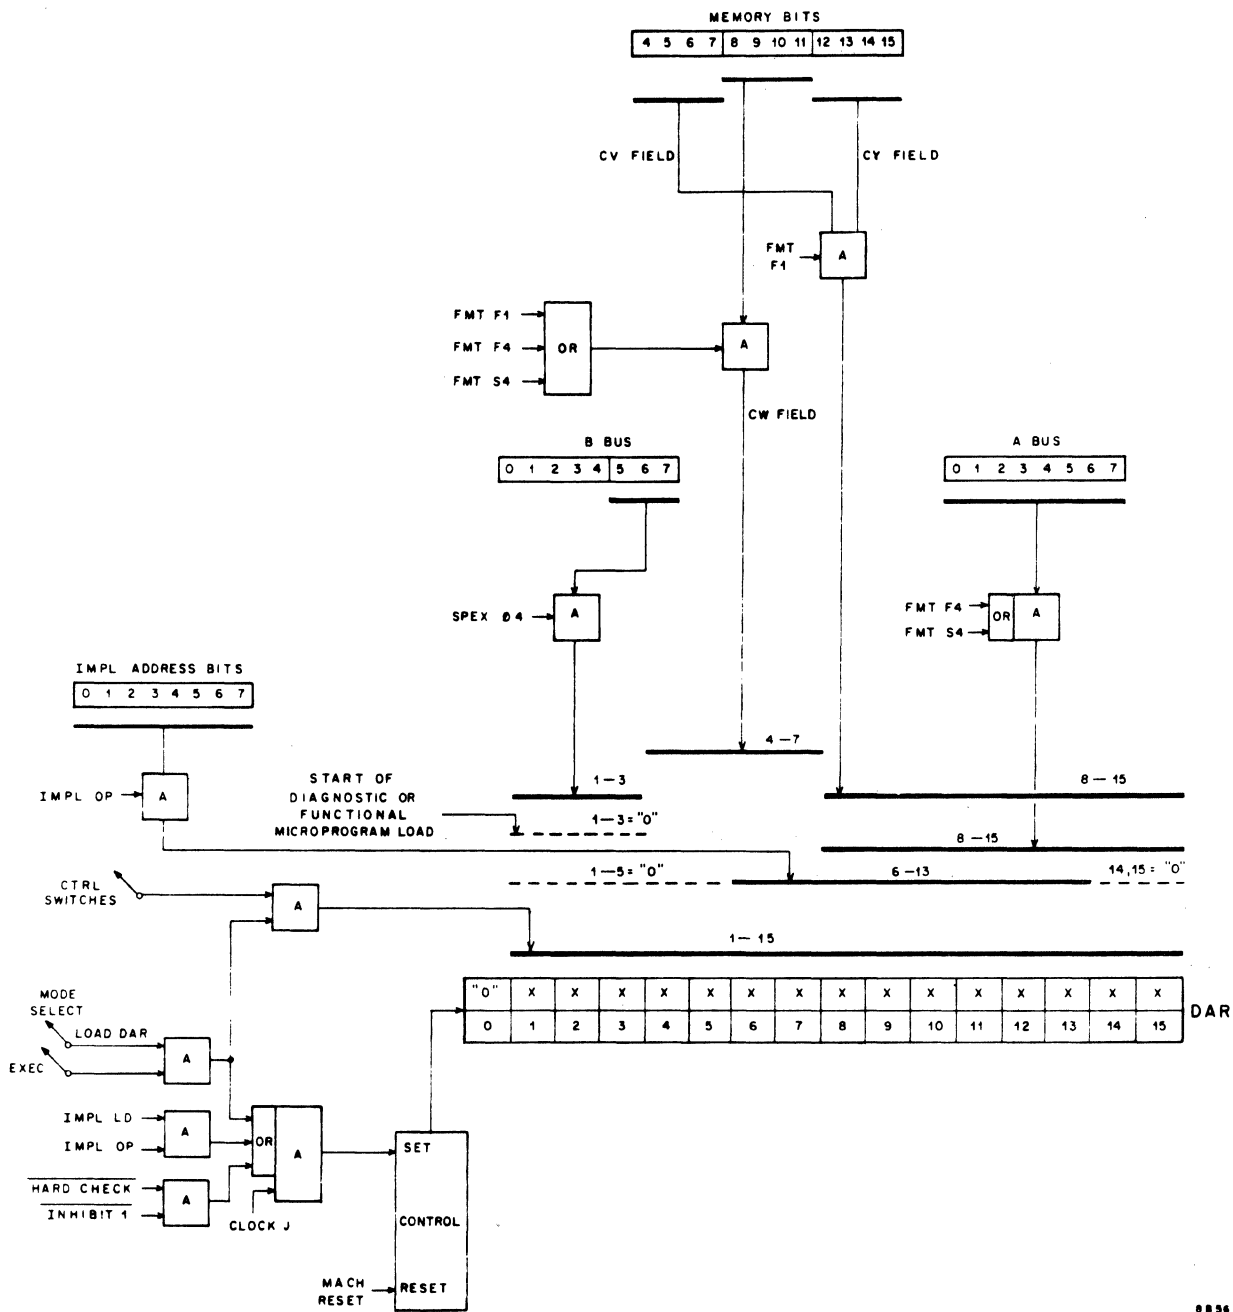 MEMORY BITS
4 5 6 7 8 9 10 11 12 13 14 15
CV FIELD
CY FIELD
FMT
F1
A
FMT F1
FMT F4
FMT S4
OR
A
CW FIELD
B BUS
0 1 2 3 4 5 6 7
A BUS
0 1 2 3 4 5 6 7
SPEX 04
A
FMT F4
FMT S4
OR
A
IMPL ADDRESS BITS
0 1 2 3 4 5 6 7
IMPL OP
A
4-7
1-3
8-15
START OF
DIAGNOSTIC OR
FUNCTIONAL
MICROPROGRAM LOAD
1-3="0"
8-15
1-5="0"
6-13
14,15="0"
CTRL
SWITCHES
A
1-15
"0" X X X X X X X X X X X X X X X
0 1 2 3 4 5 6 7 8 9 10 11 12 13 14 15
DAR
MODE
SELECT
LOAD DAR
EXEC
A
IMPL LD
IMPL OP
A
HARD CHECK
INHIBIT 1
A
OR
A
CLOCK J
SET
CONTROL
RESET
MACH
RESET
8856